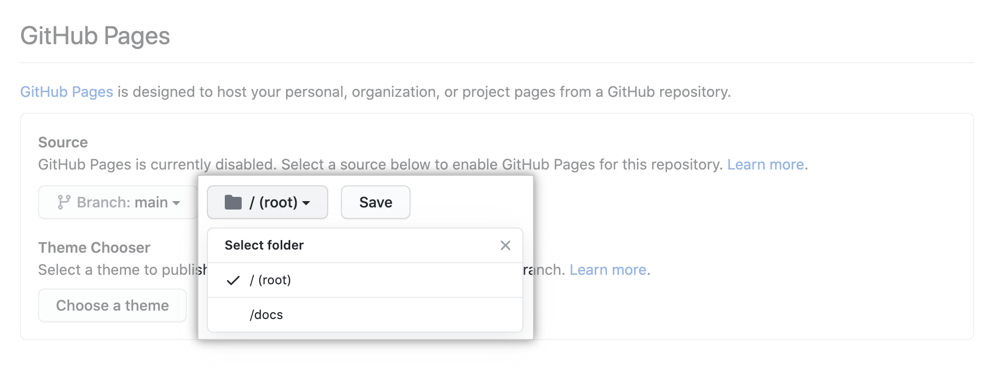 GitHub Pages
GitHub Pages is designed to host your personal, organization, or project pages from a GitHub repository.
Source
GitHub Pages is currently disabled. Select a source below to enable GitHub Pages for this repository. Learn more.
Branch: main
/ (root)
Save
Select folder
/ (root)
/docs
Theme Chooser
Select a theme to publish
ranch. Learn more.
Choose a theme